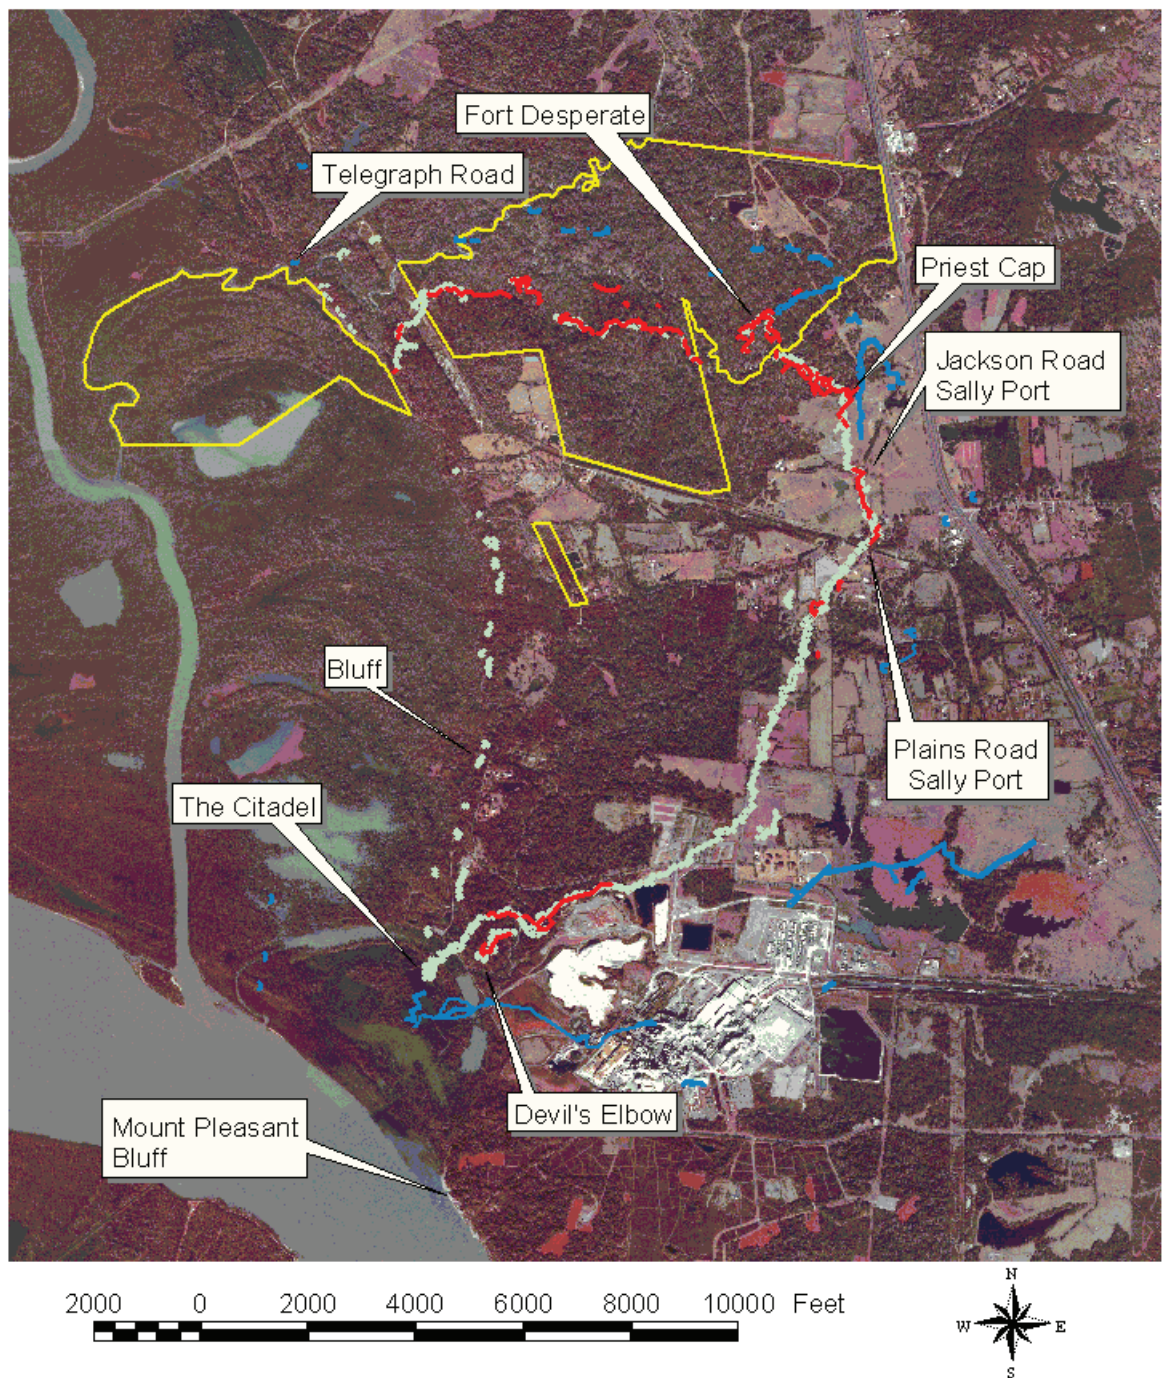 Fort Desperate
Telegraph Road
Priest Cap
Jackson Road
Sally Port
Bluff
Plains Road
Sally Port
The Citadel
Devil's Elbow
Mount Pleasant
Bluff
2000 0 2000 4000 6000 8000 10000 Feet
N
W E
S